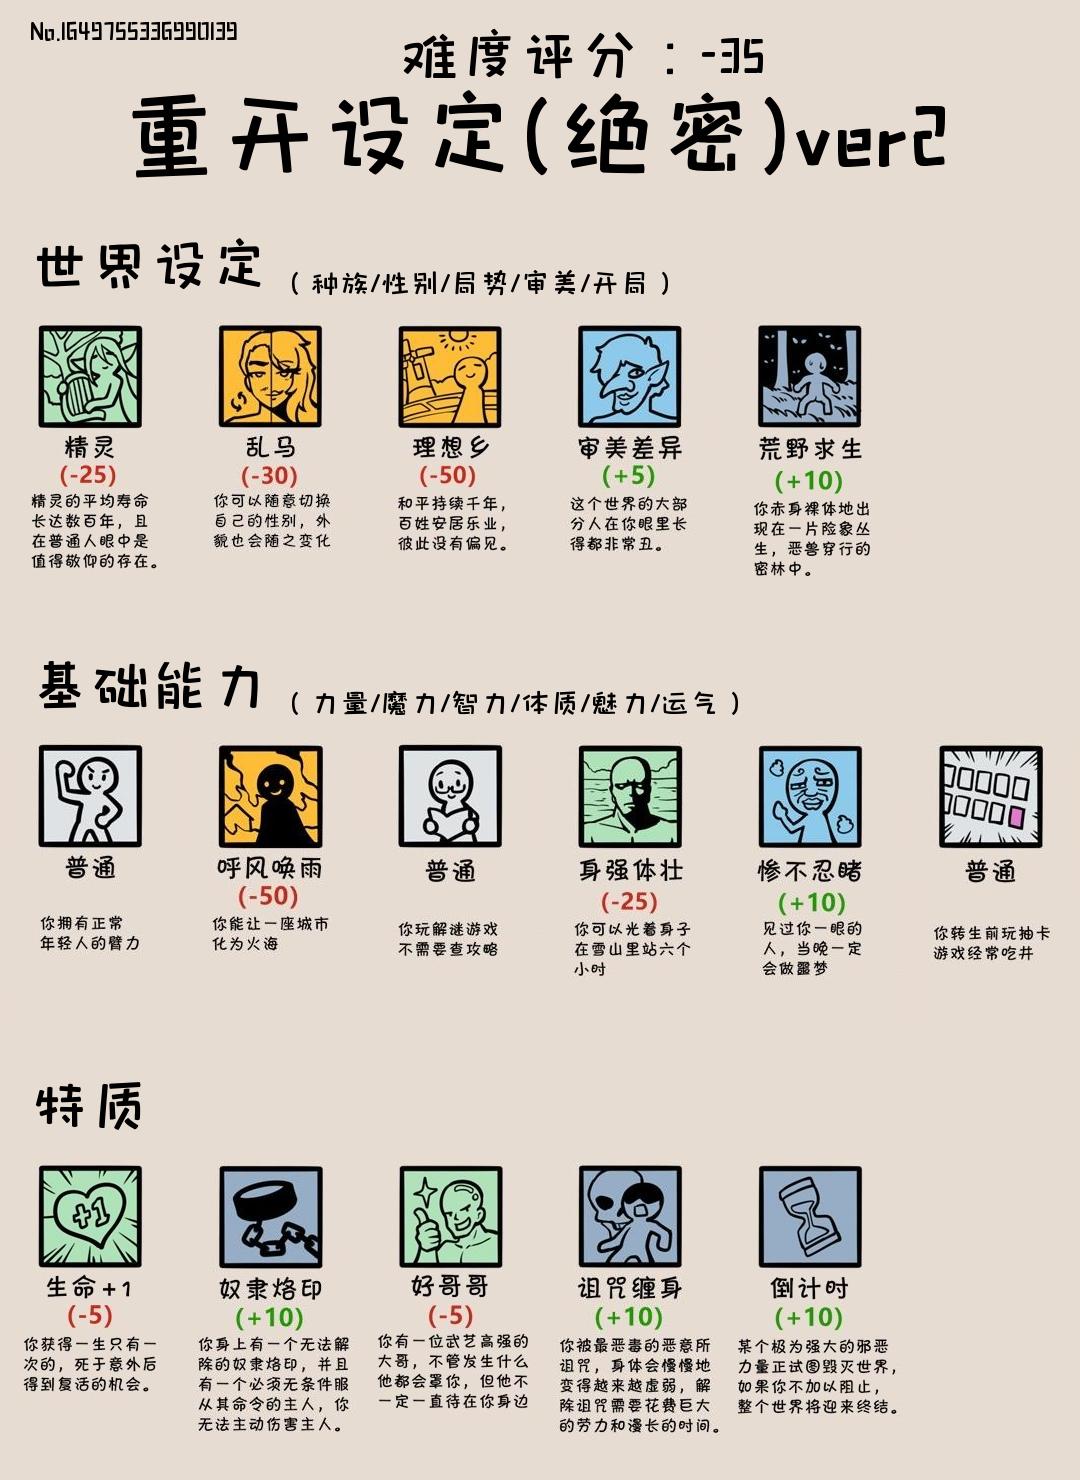 No.1649755336990139
难度评分：-35
重开设定(绝密)ver2
世界设定（种族/性别/局势/审美/开局）
精灵
(-25)
精灵的平均寿命
长达数百年，且
在普通人眼中是
值得敬仰的存在。
乱马
(-30)
你可以随意切换
自己的性别，外
貌也会随之变化
理想乡
(-50)
和平持续千年，
百姓安居乐业，
彼此没有偏见。
审美差异
(+5)
这个世界的大部
分人在你眼里长
得都非常丑。
荒野求生
(+10)
你赤身裸体地出
现在一片险象丛
生，恶兽穿行的
密林中。
基础能力（力量/魔力/智力/体质/魅力/运气）
普通
你拥有正常
年轻人的臂力
呼风唤雨
(-50)
你能让一座城市
化为火海
普通
你玩解谜游戏
不需要查攻略
身强体壮
(-25)
你可以光着身子
在雪山里站六个
小时
惨不忍睹
(+10)
见过你一眼的
人，当晚一定
会做噩梦
普通
你转生前玩抽卡
游戏经常吃井
特质
+1
生命+1
(-5)
你获得一生只有一
次的，死于意外后
得到复活的机会。
奴隶烙印
(+10)
你身上有一个无法解
除的奴隶烙印，并且
有一个必须无条件服
从其命令的主人，你
无法主动伤害主人。
好哥哥
(-5)
你有一位武艺高强的
大哥，不管发生什么
他都会罩你，但他不
一定一直待在你身边
诅咒缠身
(+10)
你被最恶毒的恶意所
诅咒，身体会慢慢地
变得越来越虚弱，解
除诅咒需要花费巨大
的劳力和漫长的时间。
倒计时
(+10)
某个极为强大的邪恶
力量正试图毁灭世界，
如果你不加以阻止，
整个世界将迎来终结。